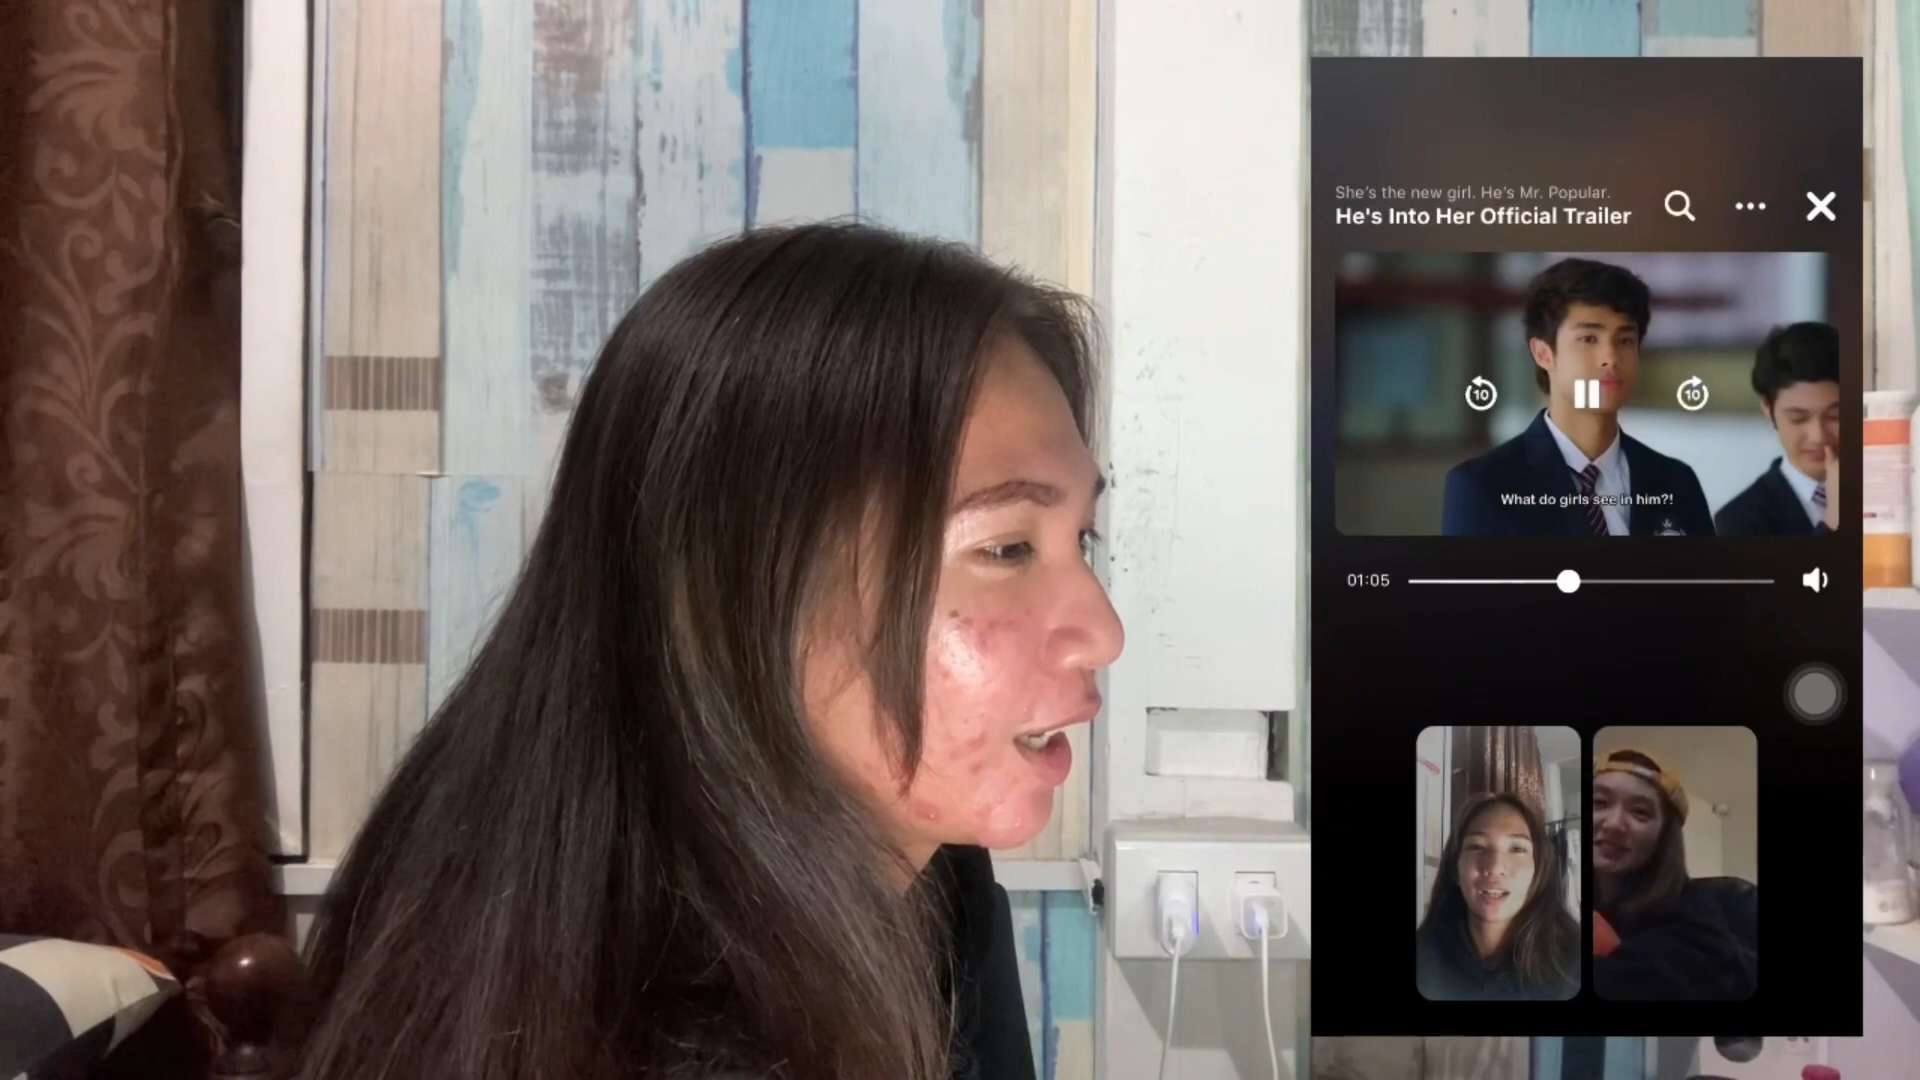 She's the new girl. He's Mr. Popular.
He's Into Her Official Trailer
10
10
What do girls see in him?!
01:05